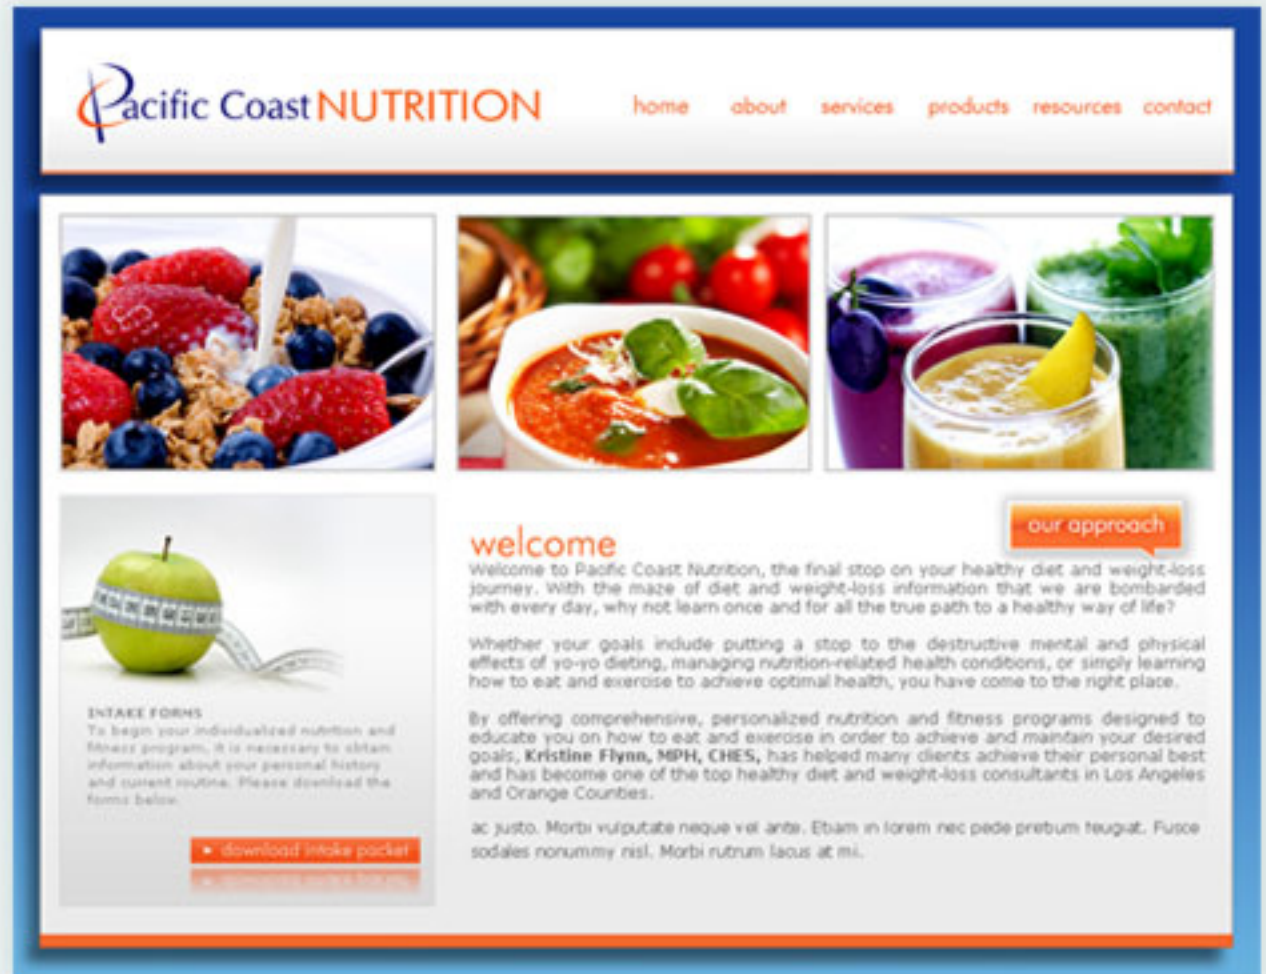 Pacific Coast NUTRITION
home about services products resources contact
our approach
welcome
Welcome to Pacific Coast Nutrition, the final stop on your healthy diet and weight-loss
journey. With the maze of diet and weight-loss information that we are bombarded
with every day, why not learn once and for all the true path to a healthy way of life?
Whether your goals include putting a stop to the destructive mental and physical
effects of yo-yo dieting, managing nutrition-related health conditions, or simply learning
how to eat and exercise to achieve optimal health, you have come to the right place.
By offering comprehensive, personalized nutrition and fitness programs designed to
educate you on how to eat and exercise in order to achieve and maintain your desired
goals, Kristine Flynn, MPH, CHES, has helped many clients achieve their personal best
and has become one of the top healthy diet and weight-loss consultants in Los Angeles
and Orange Counties.
ac justo. Morbi vulputate neque vel ante. Etiam in lorem nec pede pretium feugiat. Fusce
sodales nonummy nisl. Morbi rutrum lacus at mi.
INTAKE FORMS
To begin your individualized nutrition and
fitness program, it is necessary to obtain
information about your personal history
and current routine. Please download the
forms below.
download intake packet